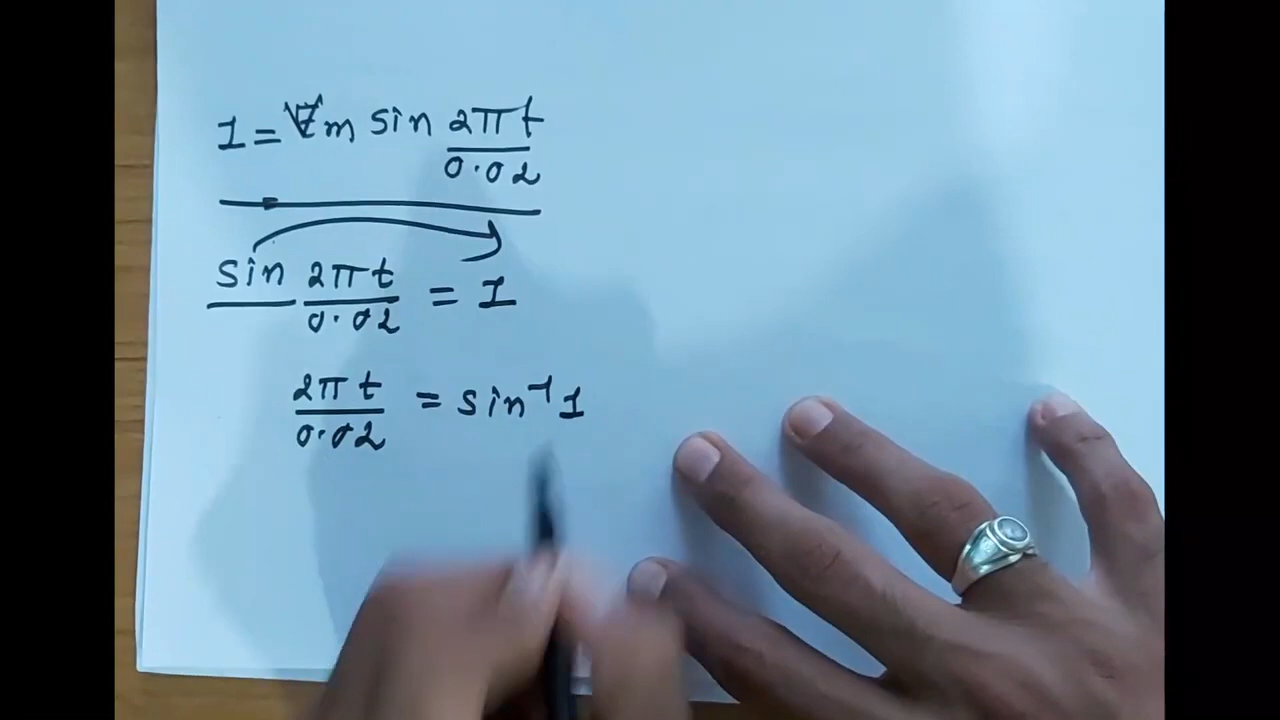 1 = Vm sin 2πt/0.02
sin 2πt/0.02 = 1
2πt/0.02 = sin⁻¹ 1